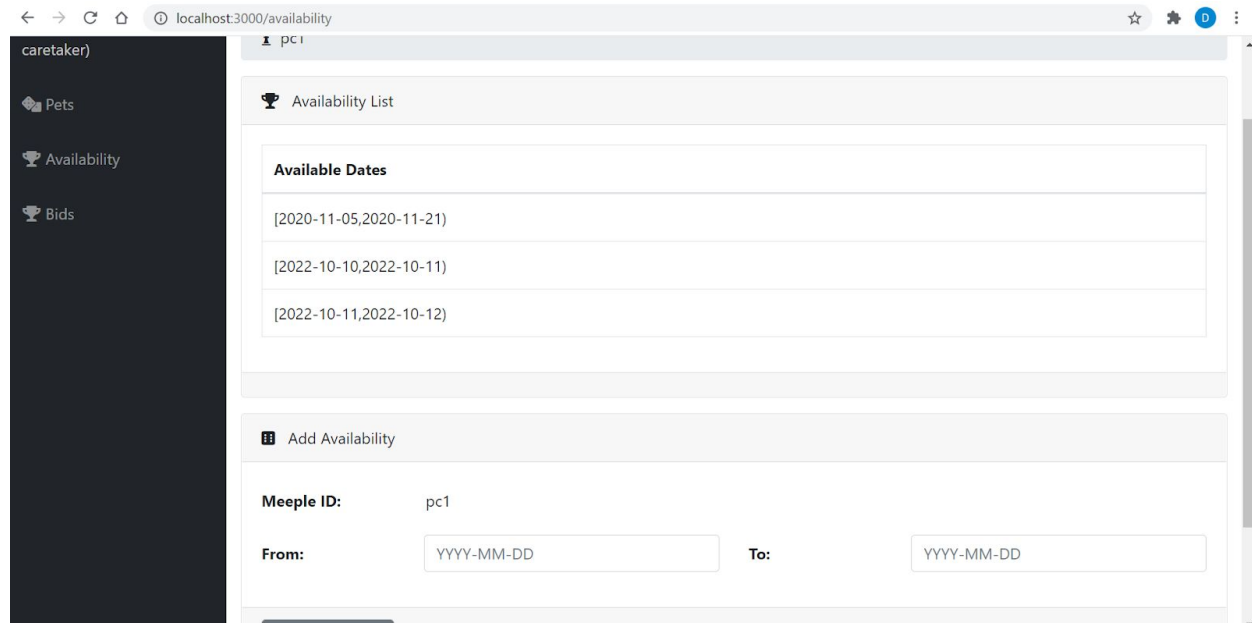 localhost:3000/availability
D
caretaker)
pc1
Pets
Availability List
Availability
Available Dates
Bids
[2020-11-05,2020-11-21)
[2022-10-10,2022-10-11)
[2022-10-11,2022-10-12)
Add Availability
Meeple ID: pc1
From: YYYY-MM-DD To: YYYY-MM-DD